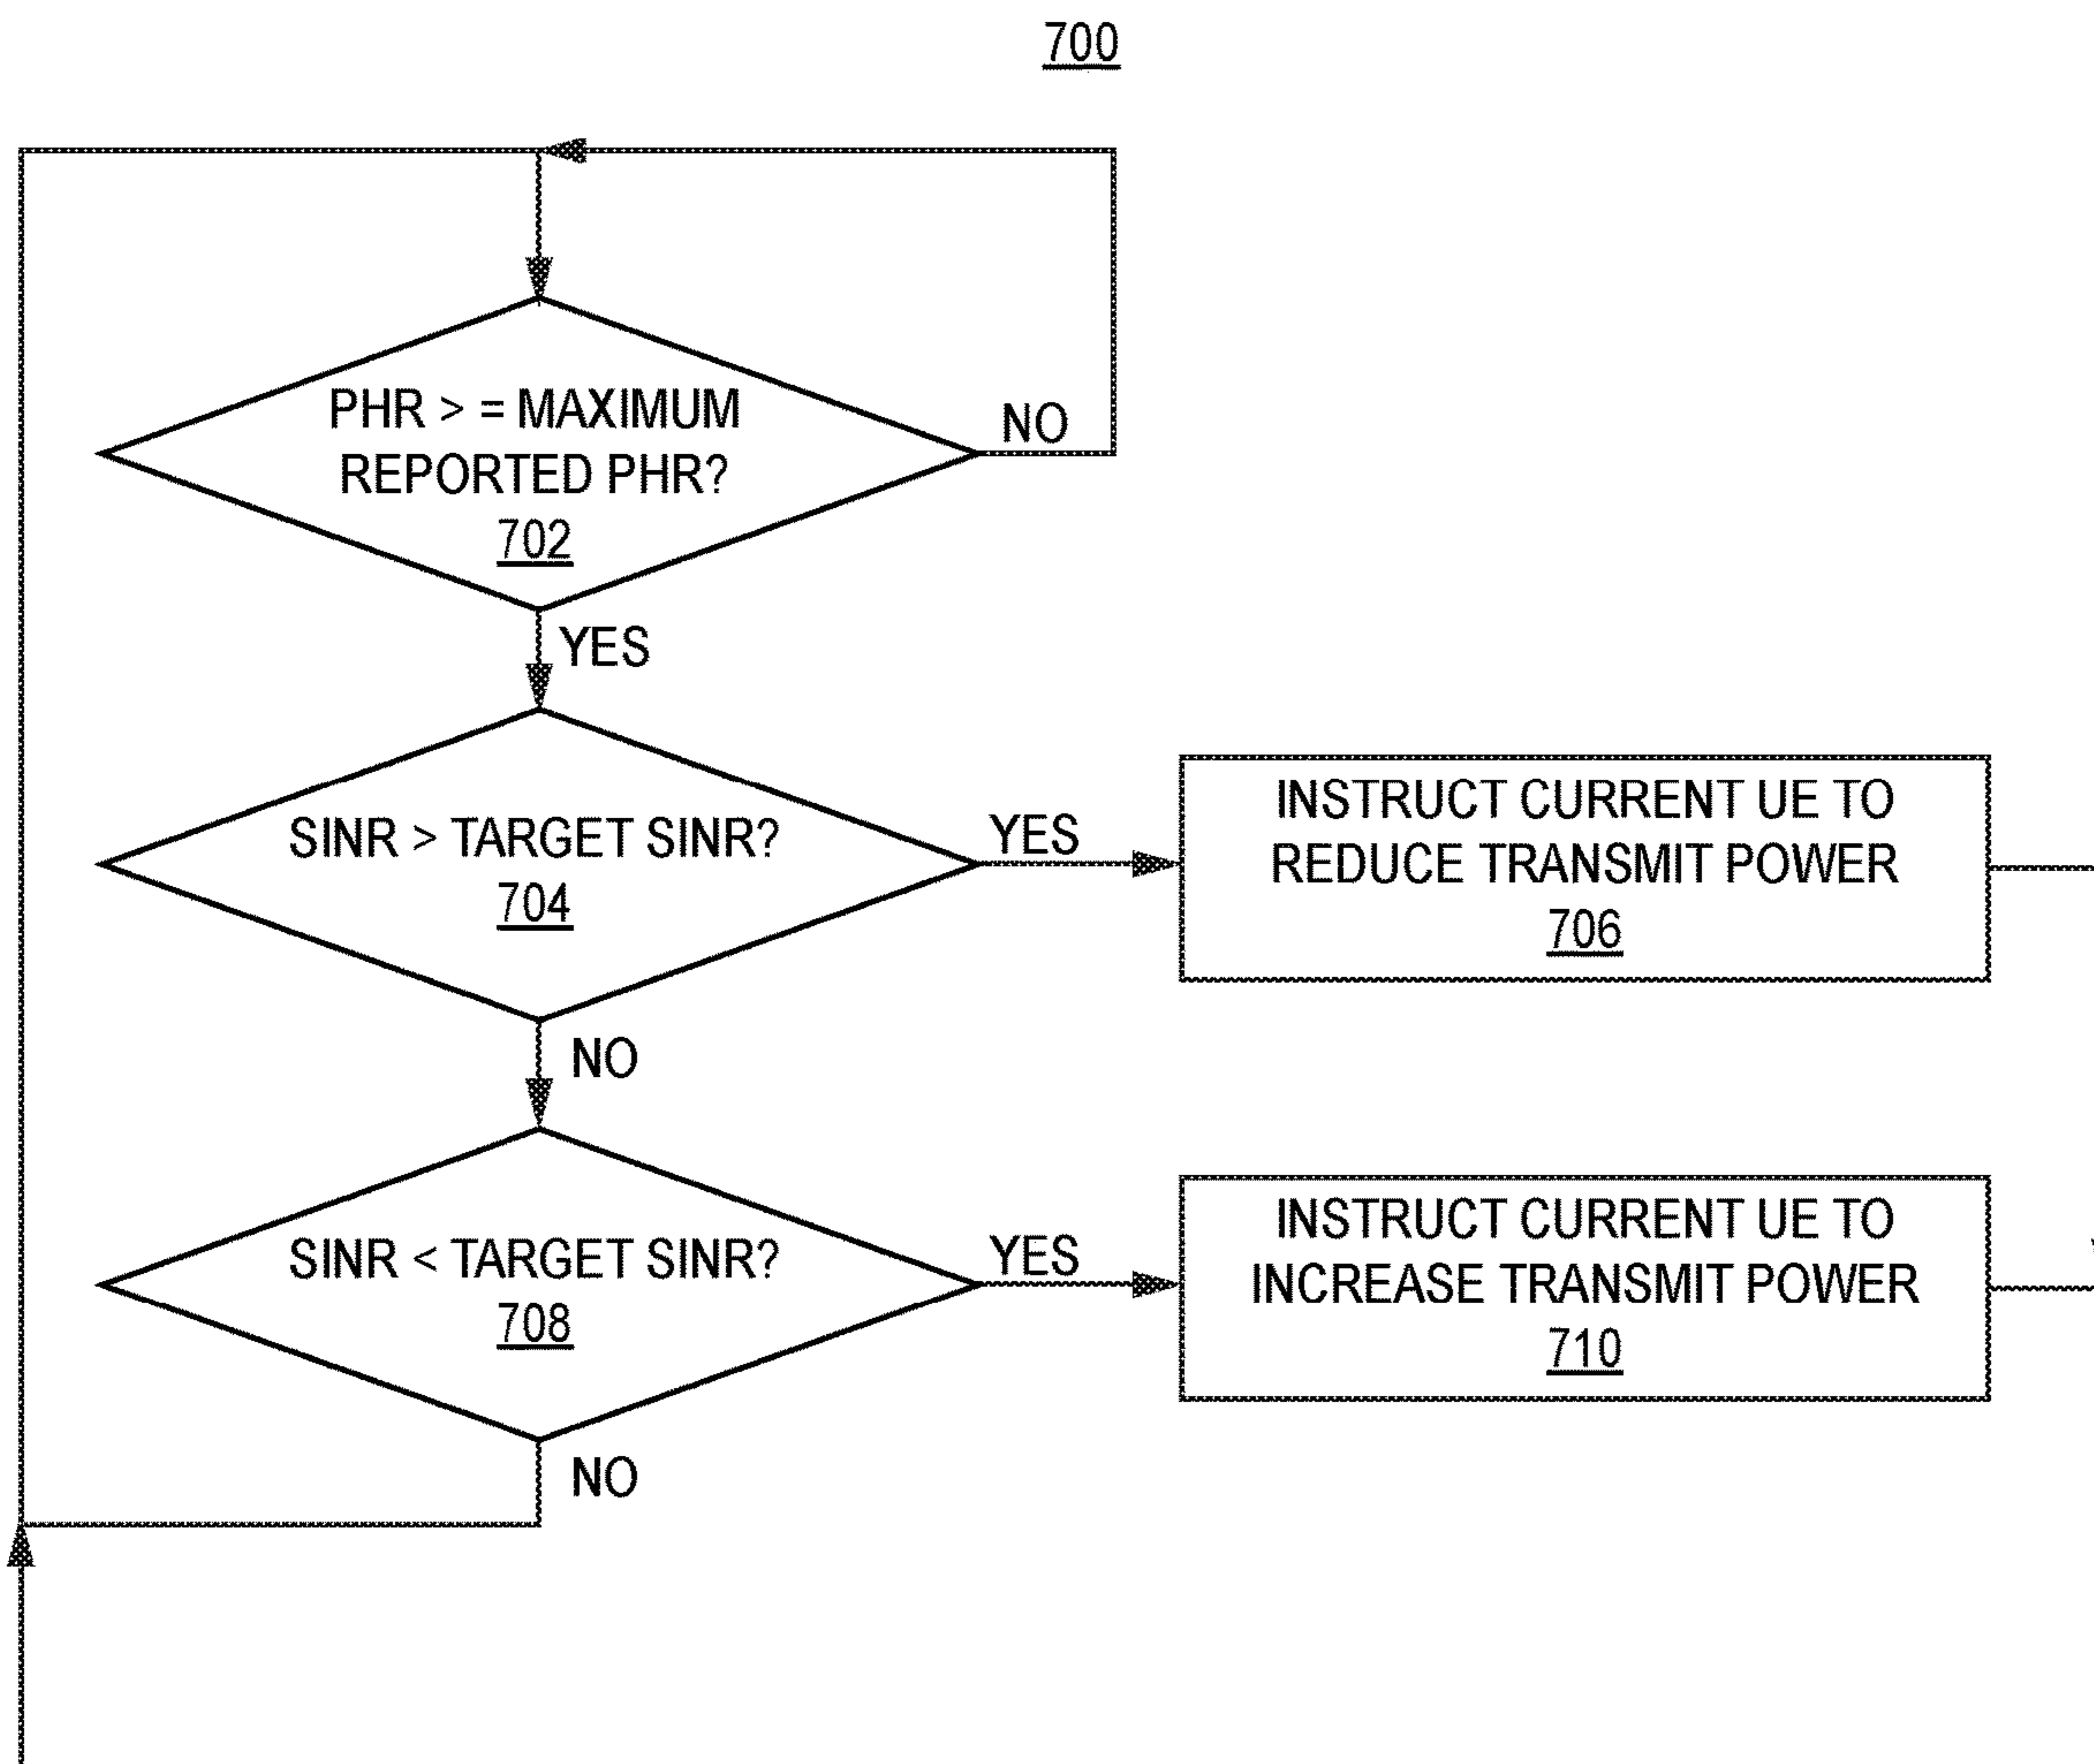 700
PHR > = MAXIMUM
REPORTED PHR?
702
NO
YES
SINR > TARGET SINR?
704
YES
INSTRUCT CURRENT UE TO
REDUCE TRANSMIT POWER
706
NO
SINR < TARGET SINR?
708
YES
INSTRUCT CURRENT UE TO
INCREASE TRANSMIT POWER
710
NO